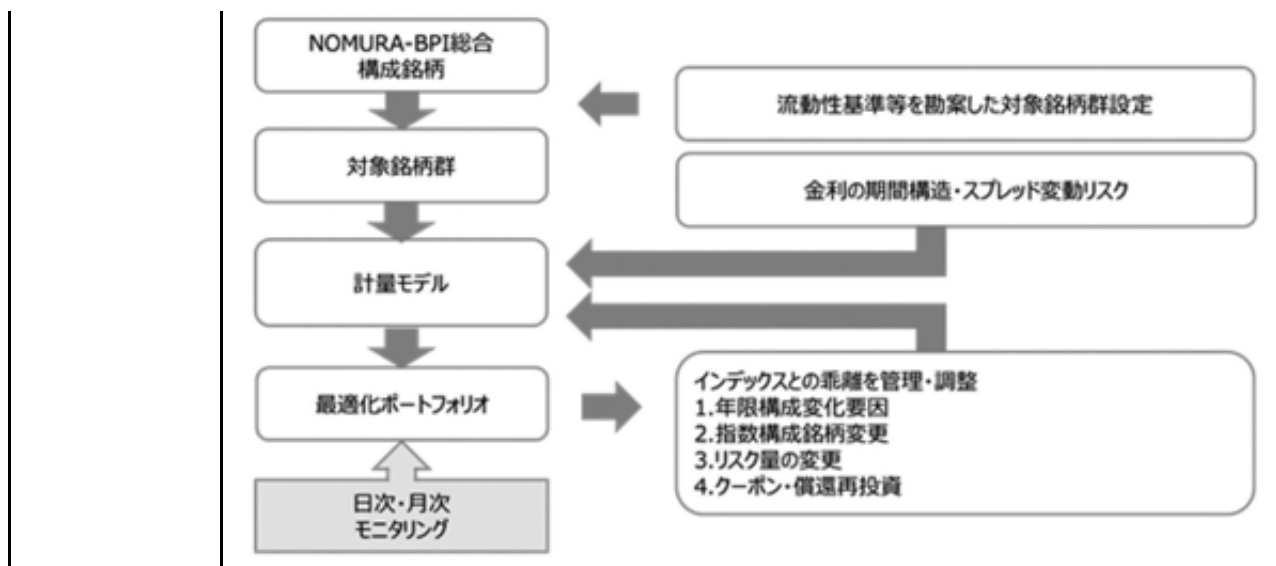 NOMURA-BPI総合
構成銘柄
流動性基準等を勘案した対象銘柄群設定
対象銘柄群
金利の期間構造・スプレッド変動リスク
計量モデル
最適化ポートフォリオ
インデックスとの乖離を管理・調整
1.年限構成変化要因
2.指数構成銘柄変更
3.リスク量の変更
4.クーポン・償還再投資
日次・月次
モニタリング